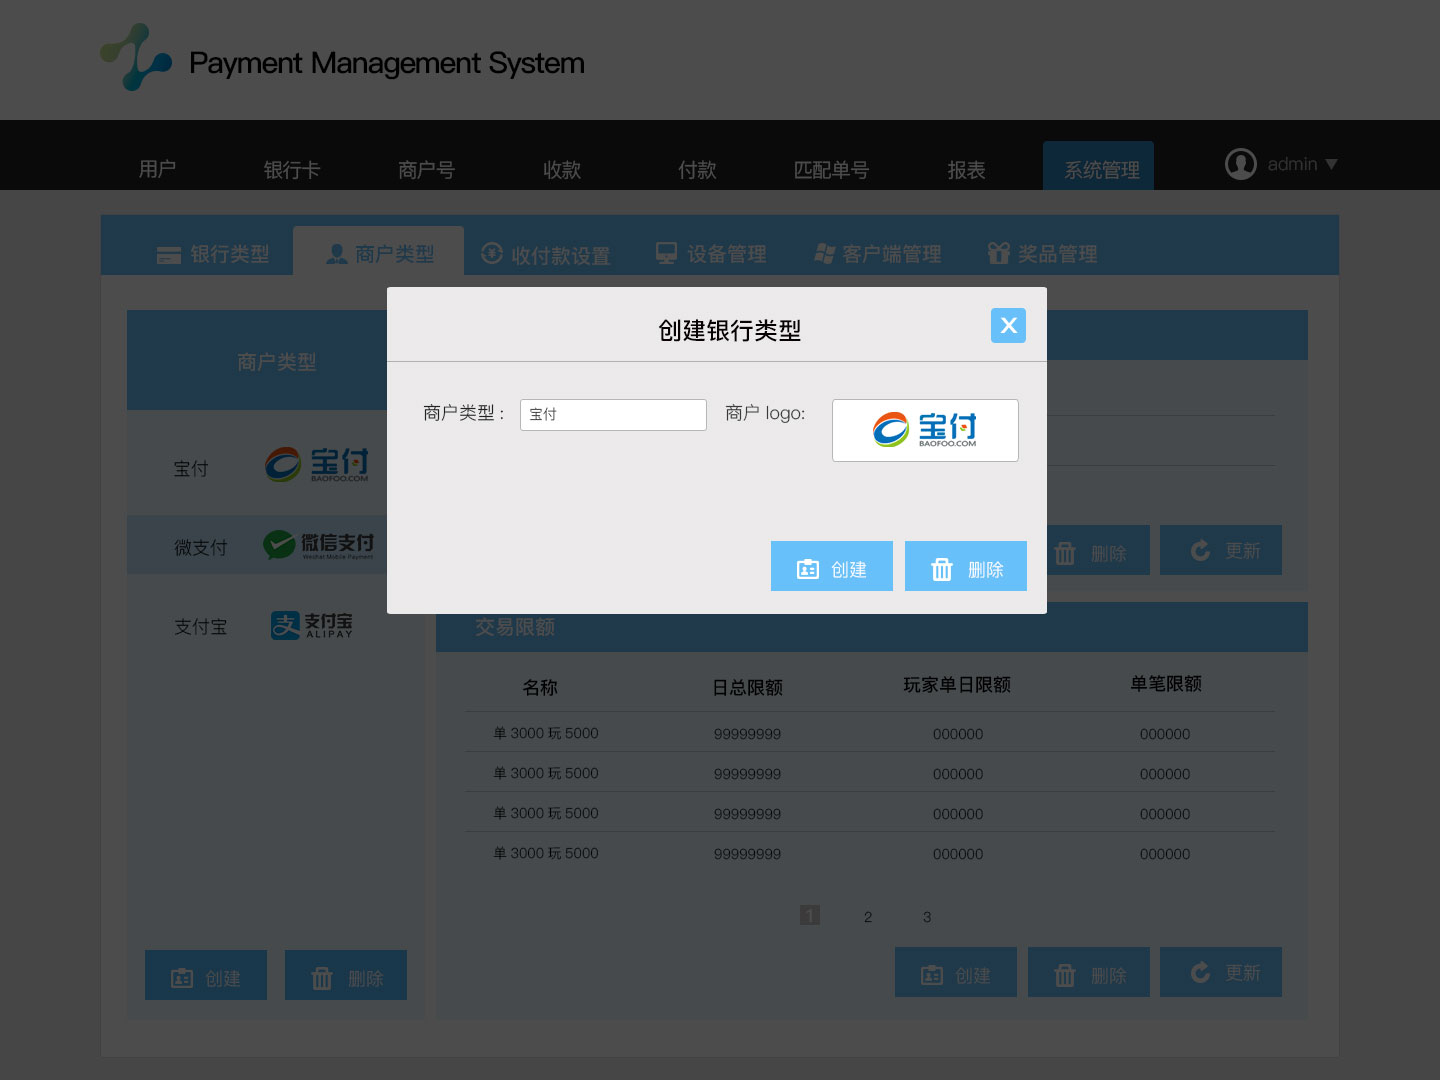 Payment Management System
用户 银行卡 商户号 收款 付款 匹配单号 报表 系统管理 admin
银行类型 商户类型 收付款设置 设备管理 客户端管理 奖品管理
创建银行类型 X
商户类型
商户类型 : 宝付 商户 logo: 宝付
BAOFOO.COM
宝付 宝付
BAOFOO.COM
微支付 微信支付
Wechat Mobile Payment
创建 删除
删除 更新
支付宝 支付宝
ALIPAY
交易限额
名称 日总限额 玩家单日限额 单笔限额
单 3000 玩 5000 99999999 000000 000000
单 3000 玩 5000 99999999 000000 000000
单 3000 玩 5000 99999999 000000 000000
单 3000 玩 5000 99999999 000000 000000
1 2 3
创建 删除
创建 删除 更新